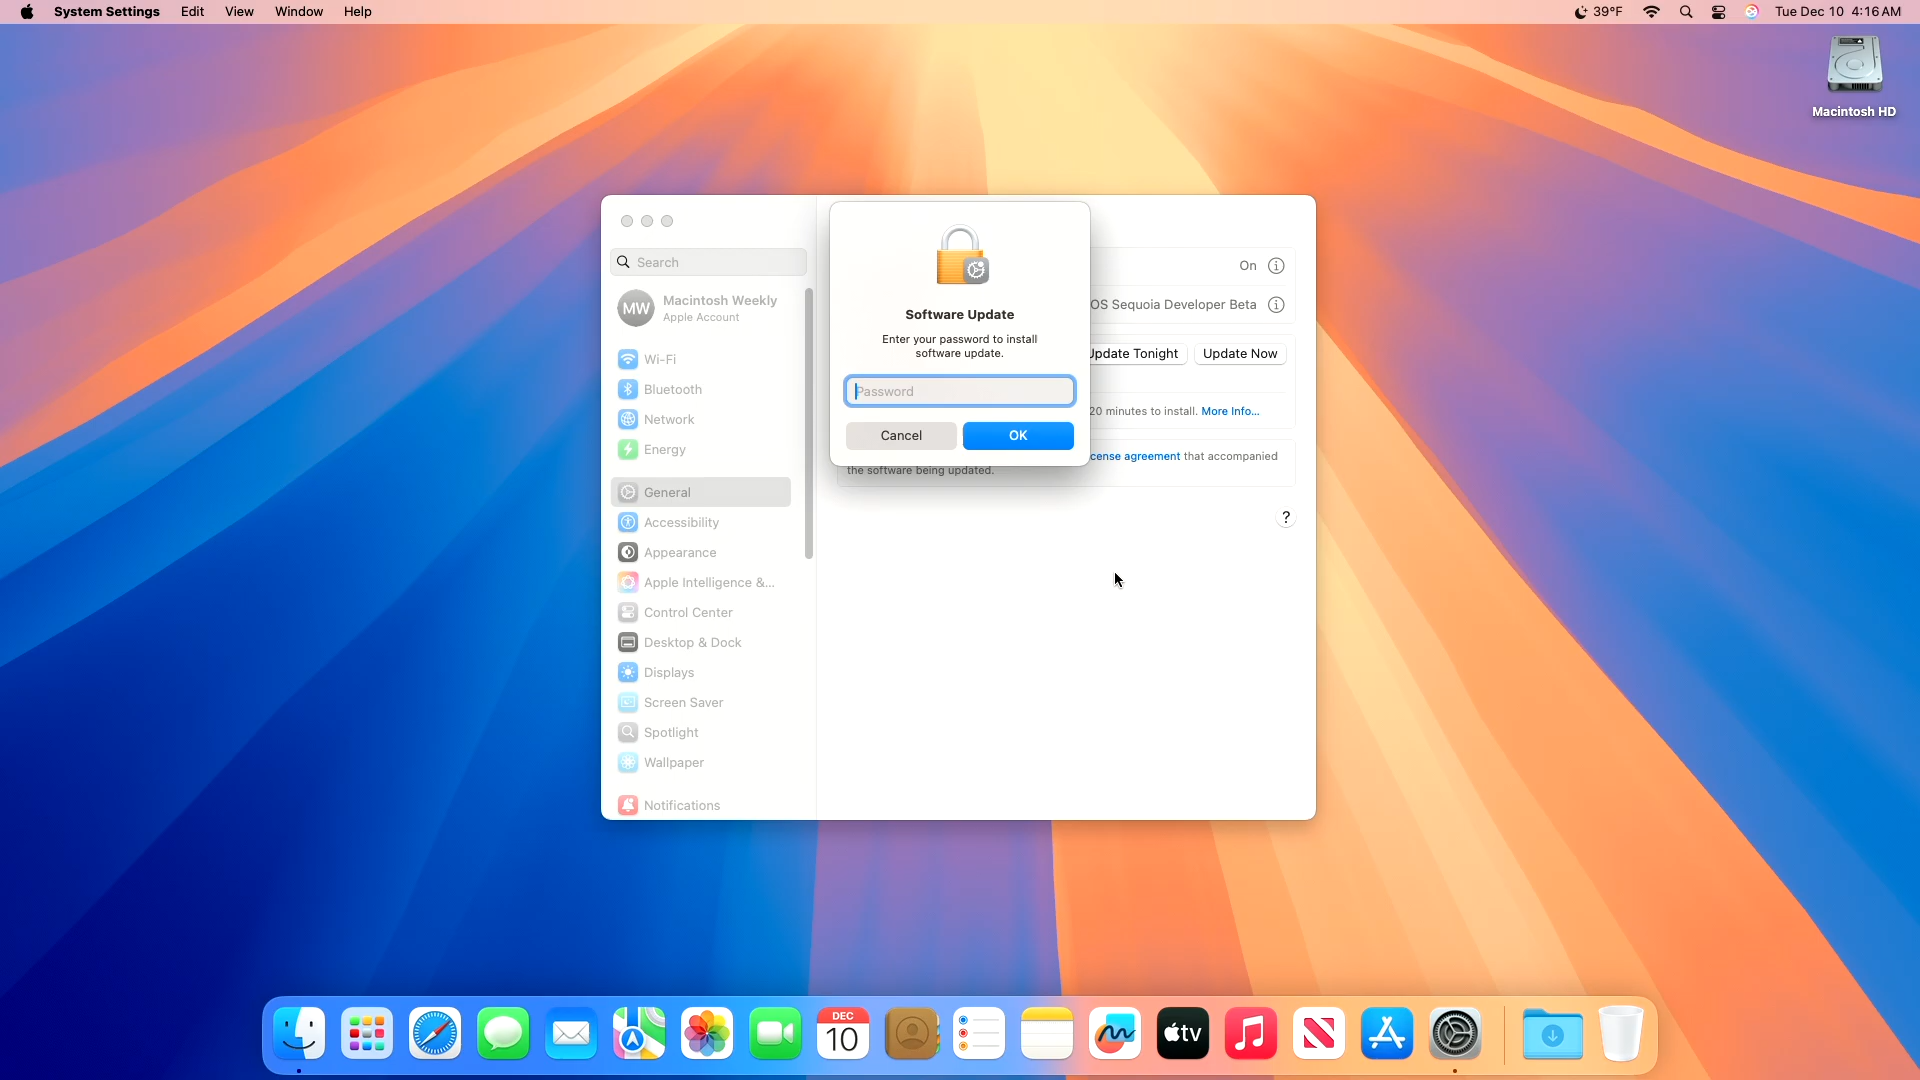 System Settings Edit View Window Help 39°F Tue Dec 10 4:16 AM
Macintosh HD
Search
Macintosh Weekly
Apple Account
MW
Wi-Fi
Bluetooth
Network
Energy
General
Accessibility
Appearance
Apple Intelligence &...
Control Center
Desktop & Dock
Displays
Screen Saver
Spotlight
Wallpaper
Notifications
Software Update
Enter your password to install
software update.
Password
Cancel OK
On
OS Sequoia Developer Beta
Update Tonight Update Now
20 minutes to install. More Info...
cense agreement that accompanied
the software being updated.
?
DEC
10
tv